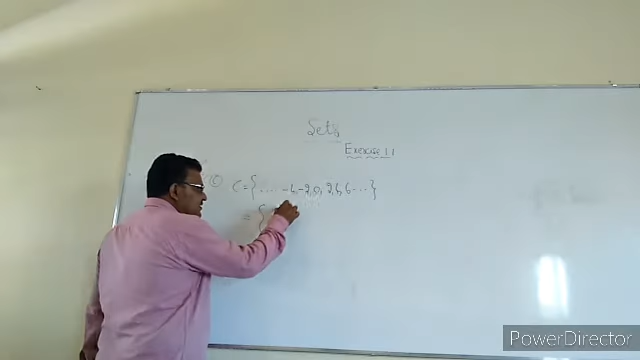 Sets
Exercise 1.1
C = { .... -4, -2, 0, 2, 4, 6 ... }
= {
PowerDirector